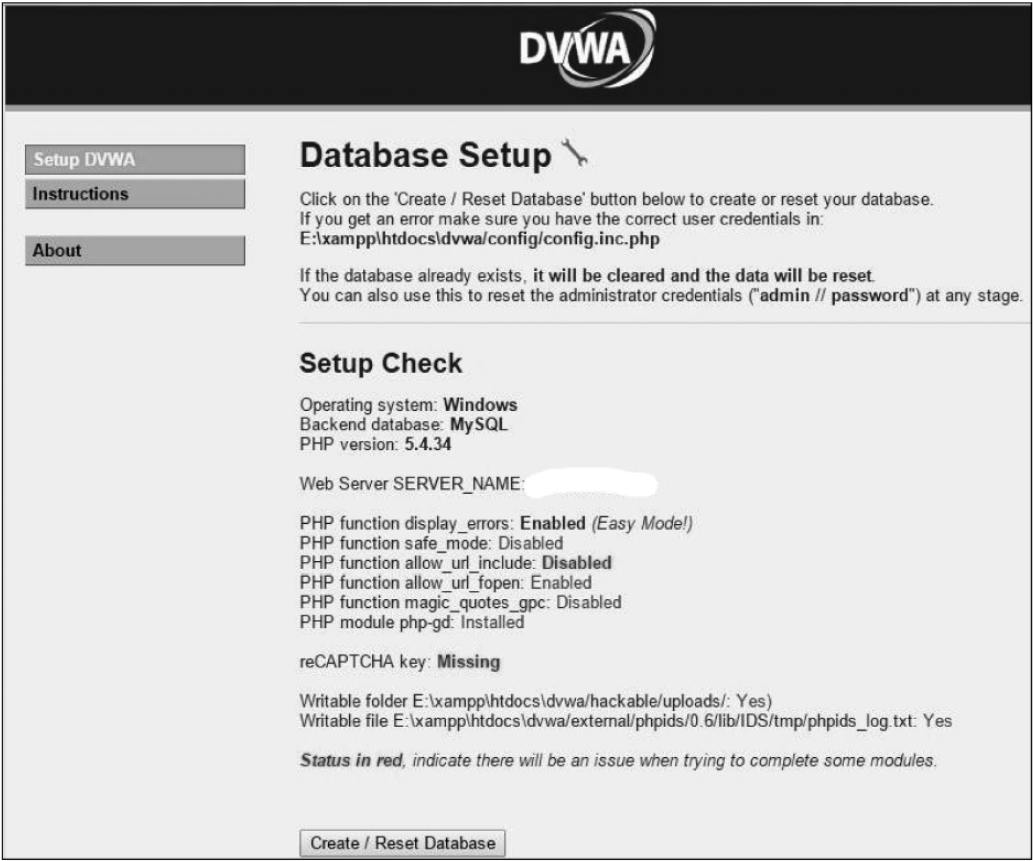 DVWA
Setup DVWA
Instructions
About
Database Setup
Click on the 'Create / Reset Database' button below to create or reset your database.
If you get an error make sure you have the correct user credentials in:
E:\xampp\htdocs\dvwa/config/config.inc.php
If the database already exists, it will be cleared and the data will be reset.
You can also use this to reset the administrator credentials ("admin // password") at any stage.
Setup Check
Operating system: Windows
Backend database: MySQL
PHP version: 5.4.34
Web Server SERVER_NAME:
PHP function display_errors: Enabled (Easy Mode!)
PHP function safe_mode: Disabled
PHP function allow_url_include: Disabled
PHP function allow_url_fopen: Enabled
PHP function magic_quotes_gpc: Disabled
PHP module php-gd: Installed
reCAPTCHA key: Missing
Writable folder E:\xampp\htdocs\dvwa/hackable/uploads/: Yes)
Writable file E:\xampp\htdocs\dvwa/external/phpids/0.6/lib/IDS/tmp/phpids_log.txt: Yes
Status in red, indicate there will be an issue when trying to complete some modules.
Create / Reset Database